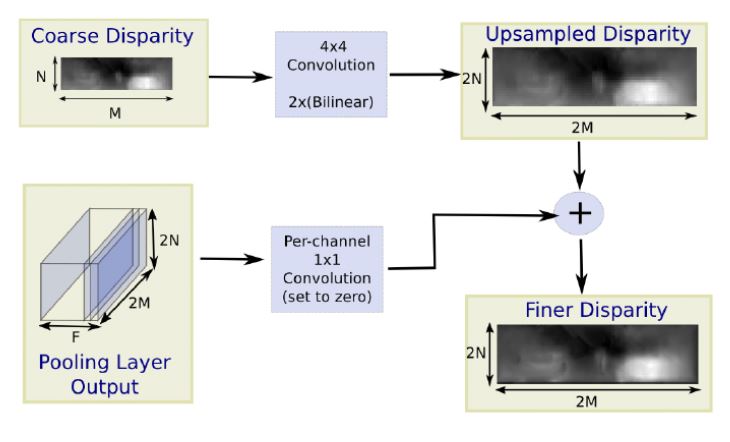 Coarse Disparity
N
M
4x4
Convolution
2x(Bilinear)
Upsampled Disparity
2N
2M
+
2N
2M
F
Pooling Layer
Output
Per-channel
1x1
Convolution
(set to zero)
Finer Disparity
2N
2M